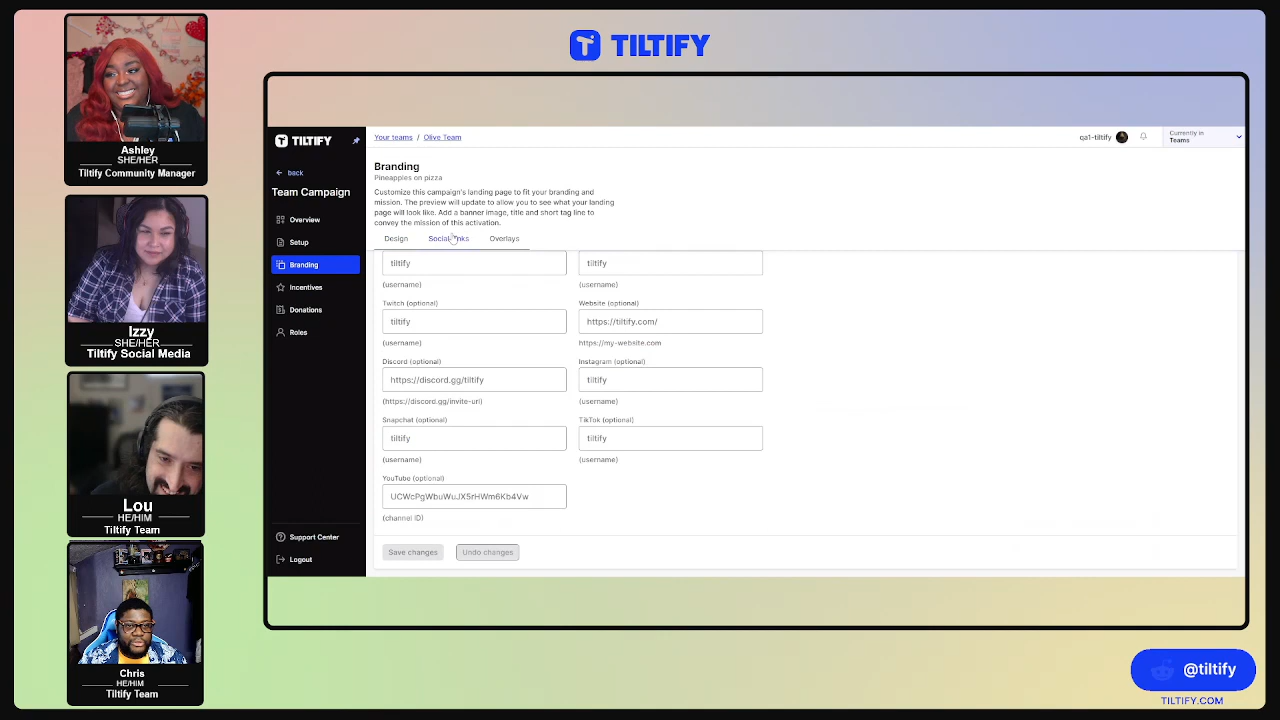 TILTIFY
Ashley
SHE/HER
Tiltify Community Manager
Izzy
SHE/HER
Tiltify Social Media
Lou
HE/HIM
Tiltify Team
Chris
HE/HIM
Tiltify Team
TILTIFY
back
Team Campaign
Overview
Setup
Branding
Incentives
Donations
Roles
Support Center
Logout
Your teams / Olive Team
qa1-tiltify
Currently in
Teams
Branding
Pineapples on pizza
Customize this campaign's landing page to fit your branding and
mission. The preview will update to allow you to see what your landing
page will look like. Add a banner image, title and short tag line to
convey the mission of this activation.
Design Social links Overlays
tiltify tiltify
(username) (username)
Twitch (optional) Website (optional)
tiltify https://tiltify.com/
(username) https://my-website.com
Discord (optional) Instagram (optional)
https://discord.gg/tiltify tiltify
(https://discord.gg/invite-url) (username)
Snapchat (optional) TikTok (optional)
tiltify tiltify
(username) (username)
YouTube (optional)
UCWcPgWbuWuJX5rHWm6Kb4Vw
(channel ID)
Save changes Undo changes
@tiltify
TILTIFY.COM